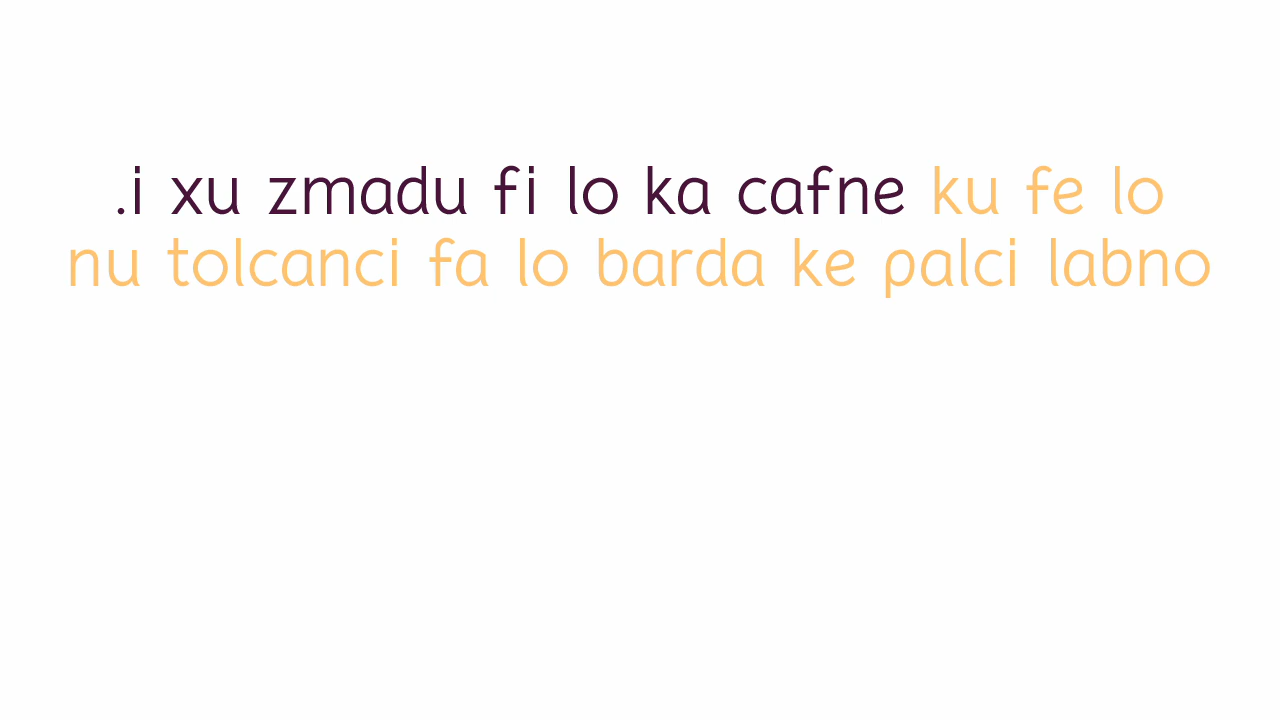 .i xu zmadu fi lo ka cafne ku fe lo
nu tolcanci fa lo barda ke palci labno